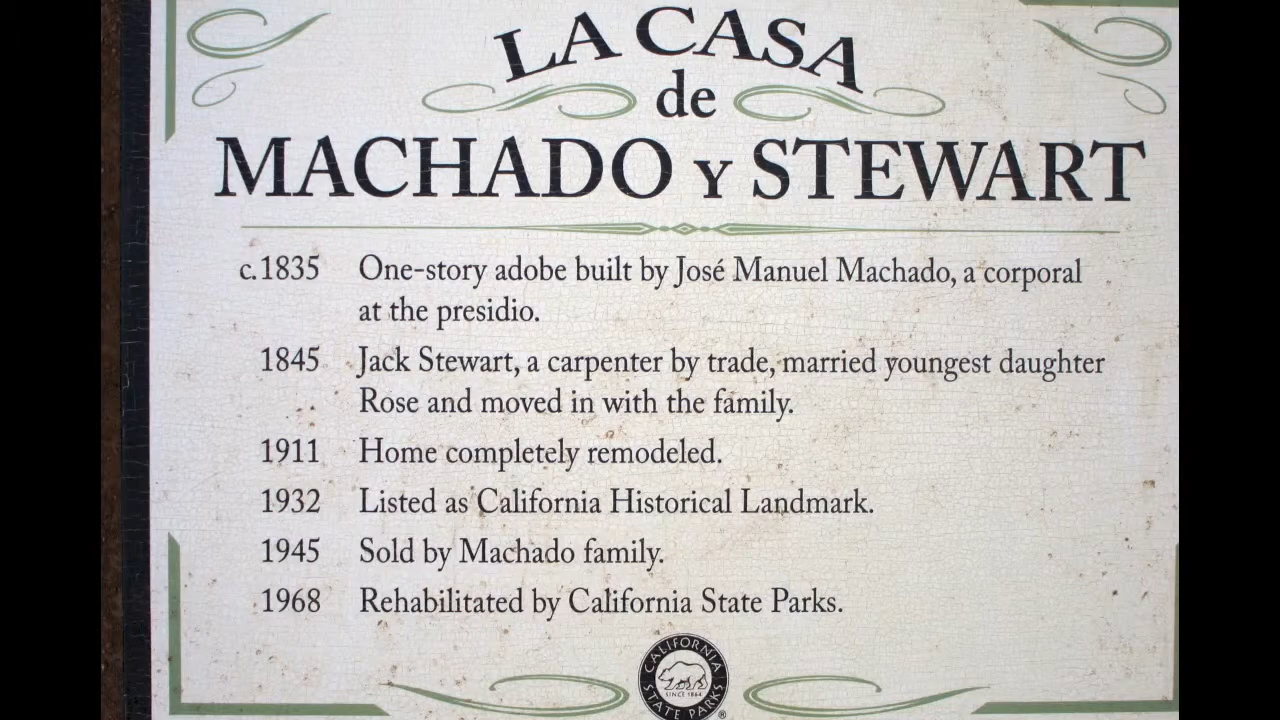 LA CASA
de
MACHADO Y STEWART
c.1835 One-story adobe built by José Manuel Machado, a corporal
at the presidio.
1845 Jack Stewart, a carpenter by trade, married youngest daughter
Rose and moved in with the family.
1911 Home completely remodeled.
1932 Listed as California Historical Landmark.
1945 Sold by Machado family.
1968 Rehabilitated by California State Parks.
CALIFORNIA
SINCE 1864
STATE PARKS
®